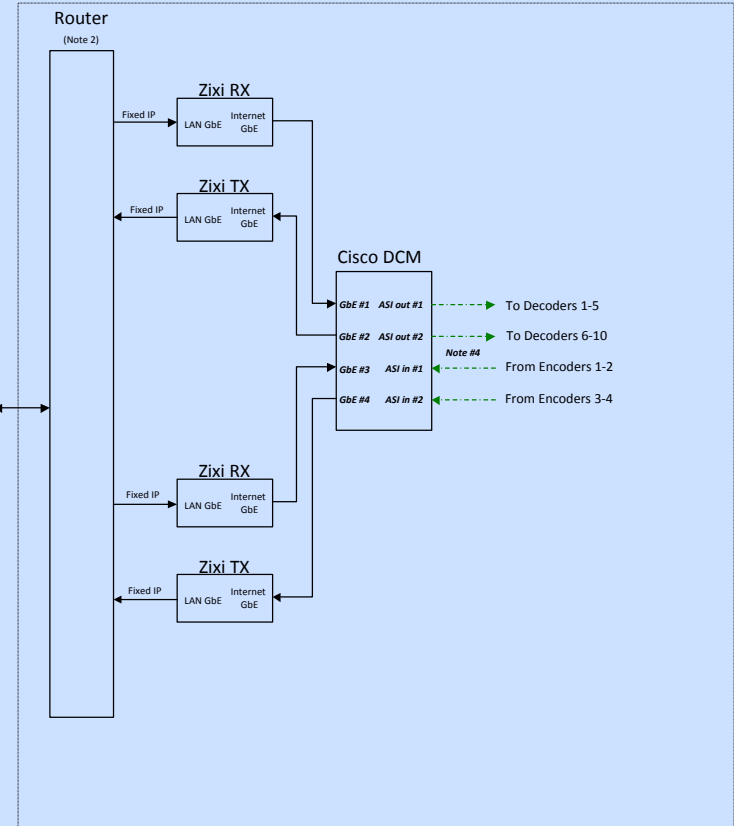 Router
(Note 2)
Zixi RX
Fixed IP
LAN GbE
Internet
GbE
Zixi TX
Fixed IP
LAN GbE
Internet
GbE
Cisco DCM
GbE #1 ASI out #1
To Decoders 1-5
GbE #2 ASI out #2
To Decoders 6-10
Note #4
GbE #3 ASI in #1
From Encoders 1-2
GbE #4 ASI in #2
From Encoders 3-4
Zixi RX
Fixed IP
LAN GbE
Internet
GbE
Zixi TX
Fixed IP
LAN GbE
Internet
GbE